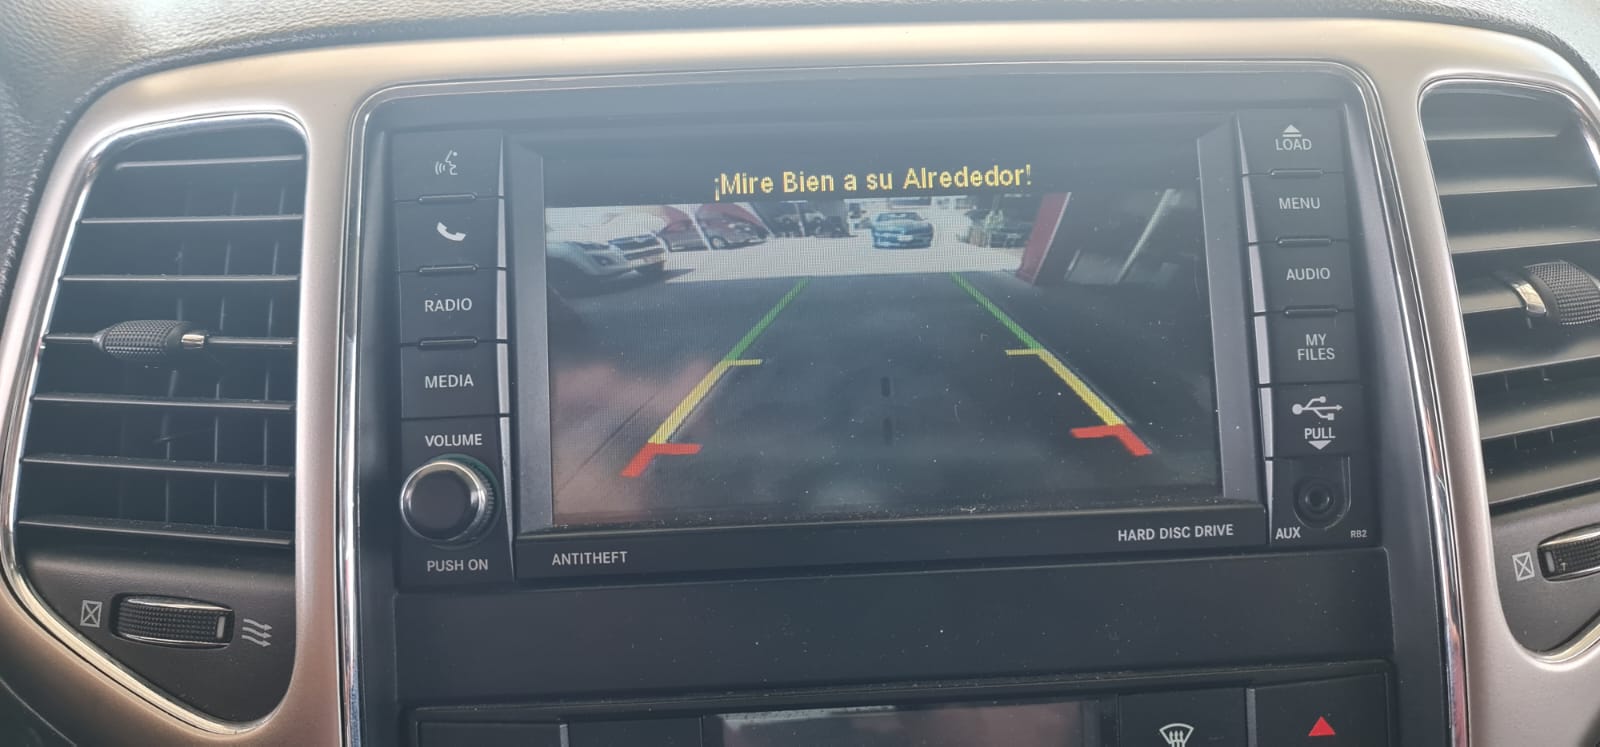 ¡Mire Bien a su Alrededor!
RADIO
MEDIA
VOLUME
PUSH ON
LOAD
MENU
AUDIO
MY
FILES
PULL
AUX
RB2
ANTITHEFT
HARD DISC DRIVE